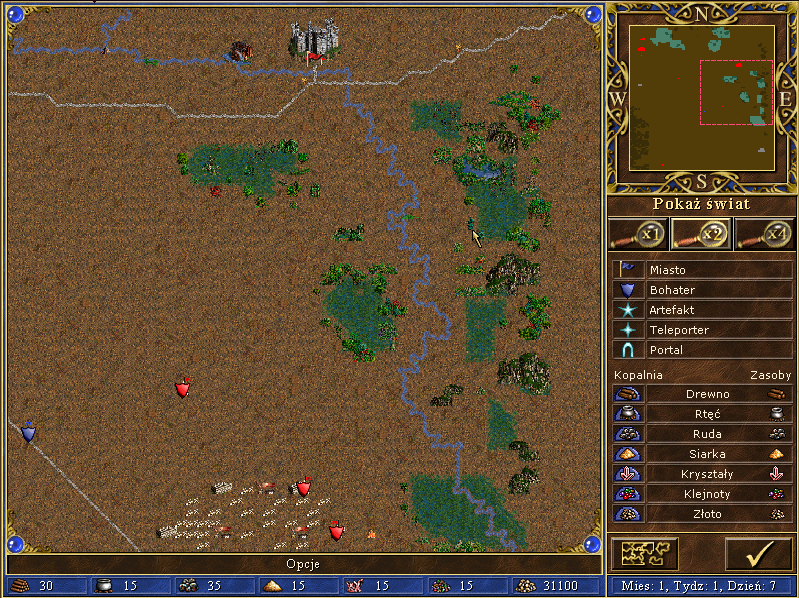 N
W
E
S
Pokaż świat
x1 x2 x4
Miasto
Bohater
Artefakt
Teleporter
Portal
Kopalnia Zasoby
Drewno
Rtęć
Ruda
Siarka
Kryształy
Klejnoty
Złoto
Opcje
30 15 35 15 15 15 31100 Mies: 1, Tydz: 1, Dzień: 7